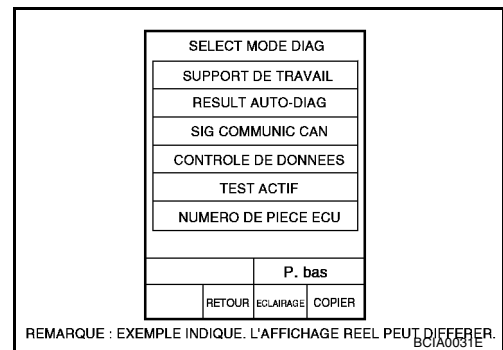 SELECT MODE DIAG
SUPPORT DE TRAVAIL
RESULT AUTO-DIAG
SIG COMMUNIC CAN
CONTROLE DE DONNEES
TEST ACTIF
NUMERO DE PIECE ECU
P. bas
RETOUR ECLAIRAGE COPIER
REMARQUE : EXEMPLE INDIQUE. L'AFFICHAGE REEL PEUT DIFFERER.
BCIA0031E